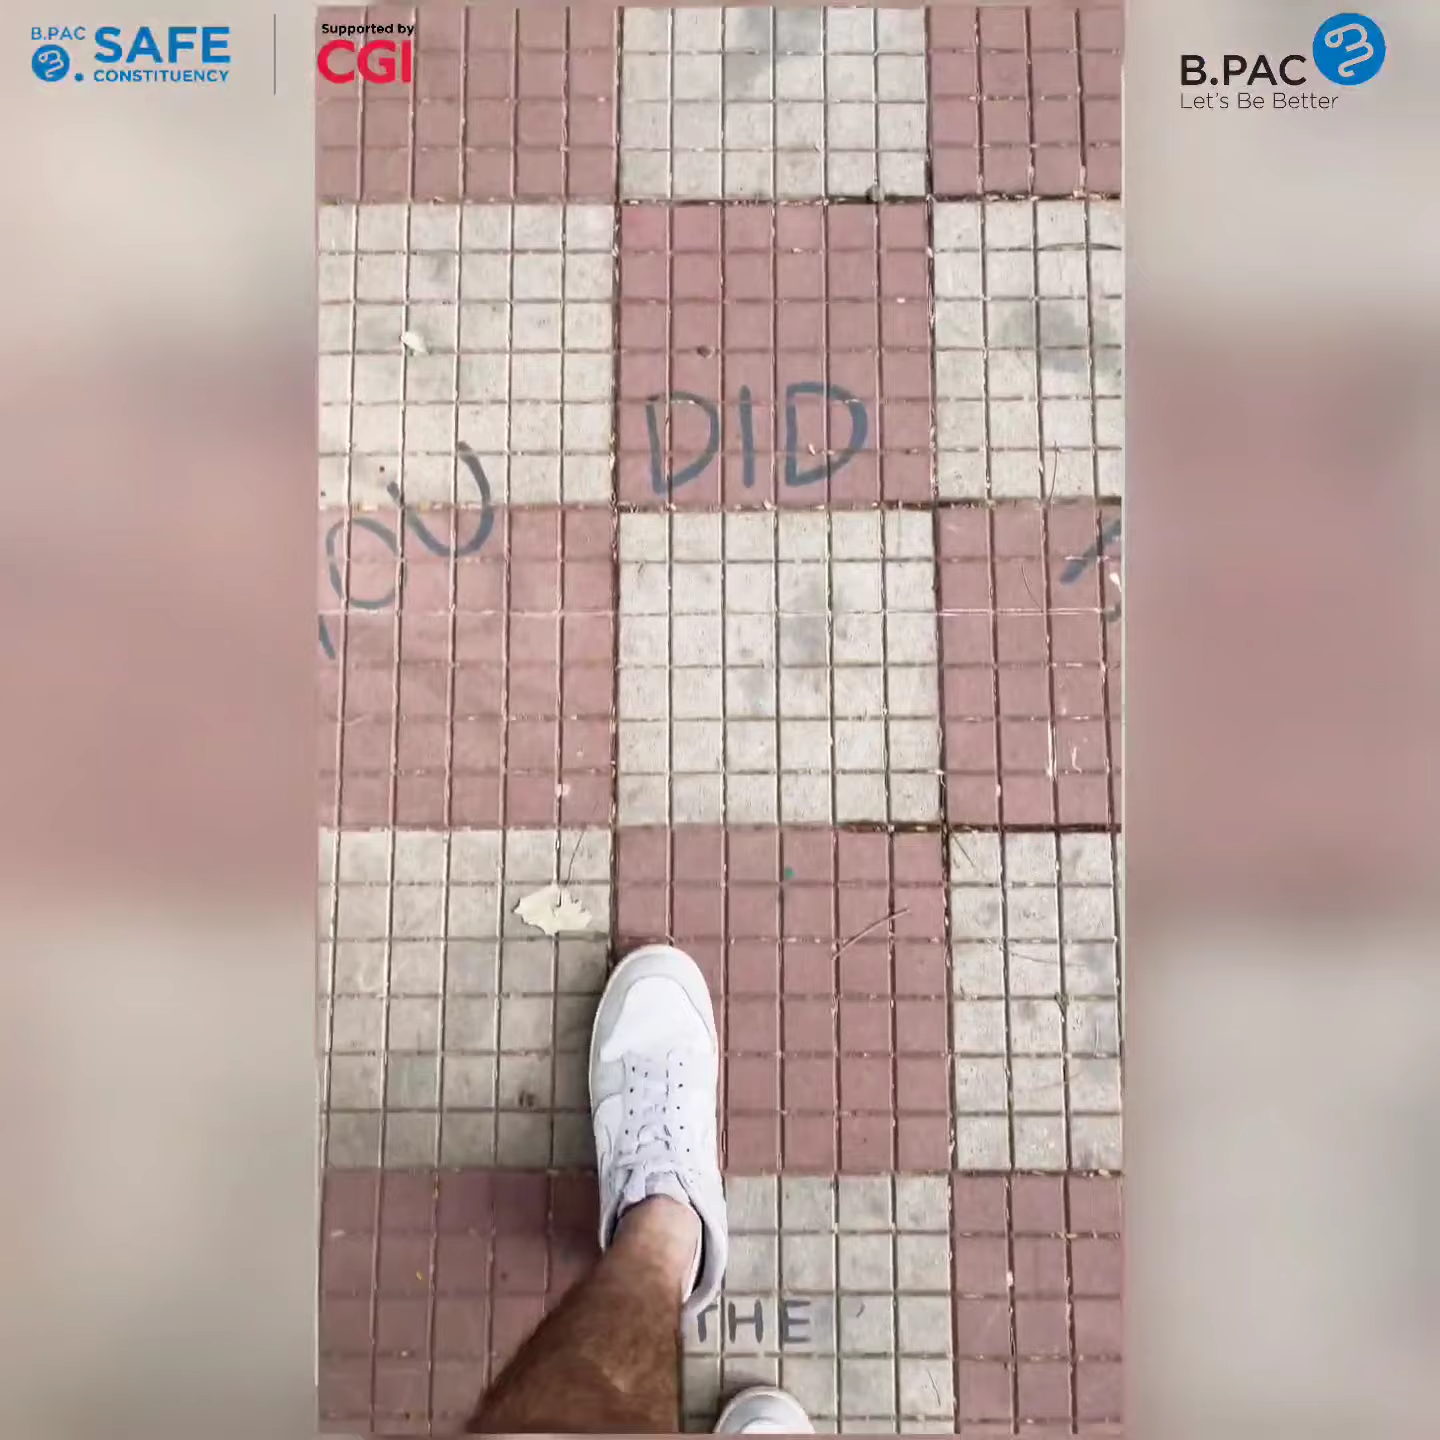 B.PAC SAFE
CONSTITUENCY
Supported by
CGI
B.PAC
Let's Be Better
DID
THE